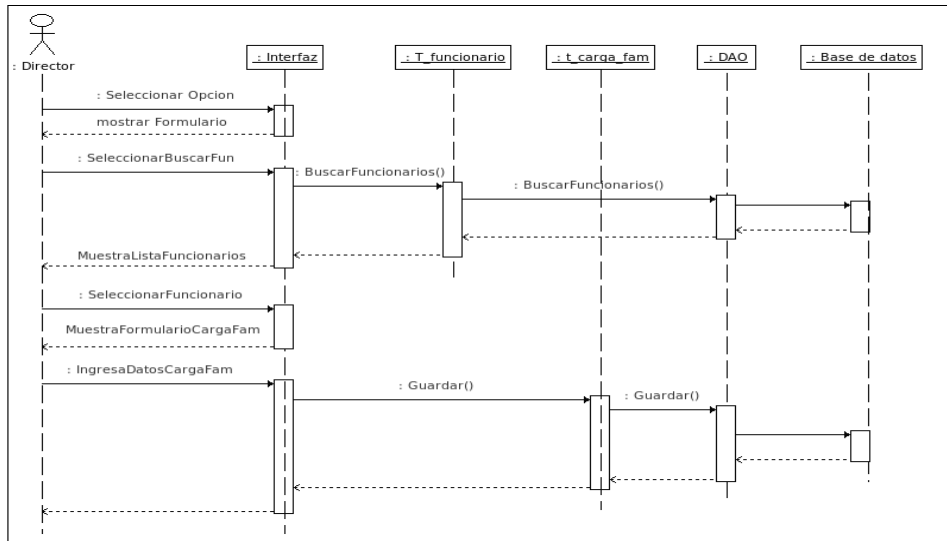 : Director
: Interfaz
: T_funcionario
: t_carga_fam
: DAO
: Base de datos
: Seleccionar Opcion
mostrar Formulario
: SeleccionarBuscarFun
: BuscarFuncionarios()
: BuscarFuncionarios()
MuestraListaFuncionarios
: SeleccionarFuncionario
MuestraFormularioCargaFam
: IngresaDatosCargaFam
: Guardar()
: Guardar()